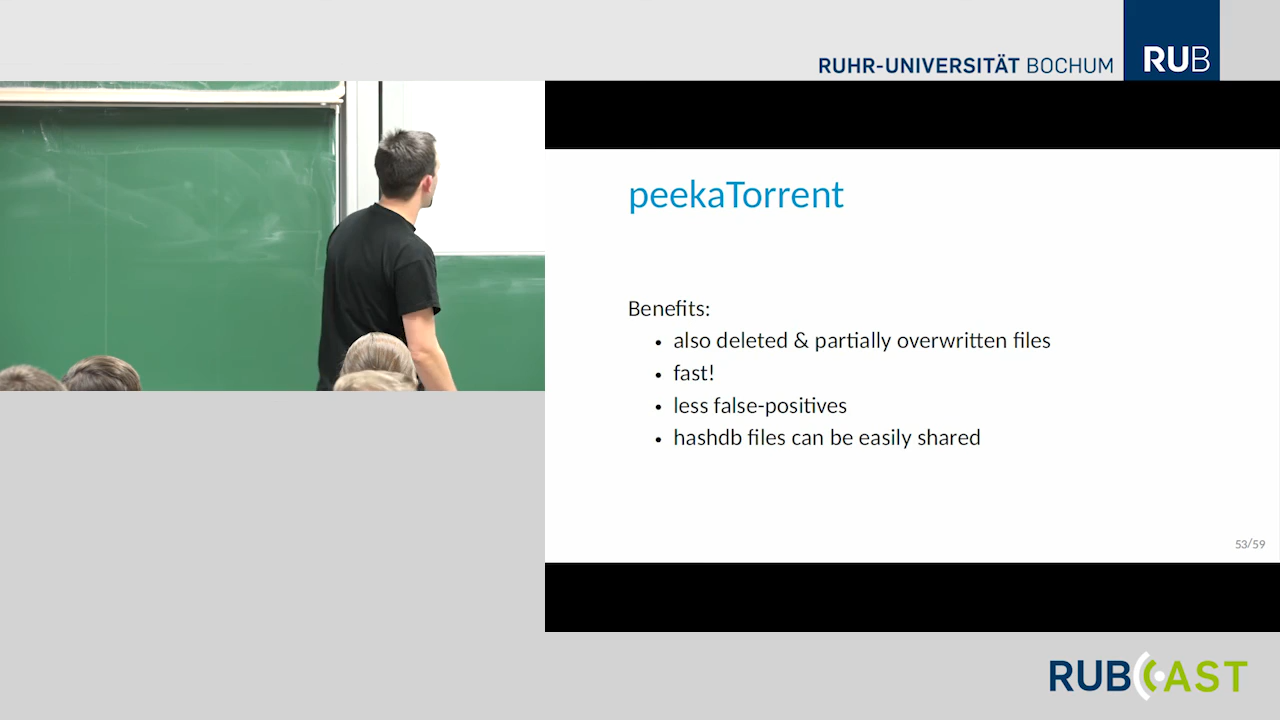 RUHR-UNIVERSITÄT BOCHUM
RUB
peekaTorrent
Benefits:
• also deleted & partially overwritten files
• fast!
• less false-positives
• hashdb files can be easily shared
53/59
RUBCAST